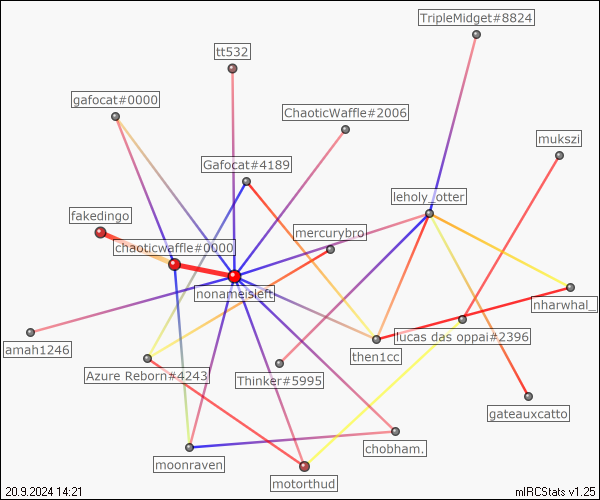 TripleMidget#8824
tt532
gafocat#0000
ChaoticWaffle#2006
mukszi
Gafocat#4189
leholy_otter
fakedingo
mercurybro
chaoticwaffle#0000
nonameisleft
nharwhal_
lucas das oppai#2396
amah1246
then1cc
Azure Reborn#4243
Thinker#5995
gateauxcatto
chobham.
moonraven
motorthud
20.9.2024 14:21
mIRCStats v1.25